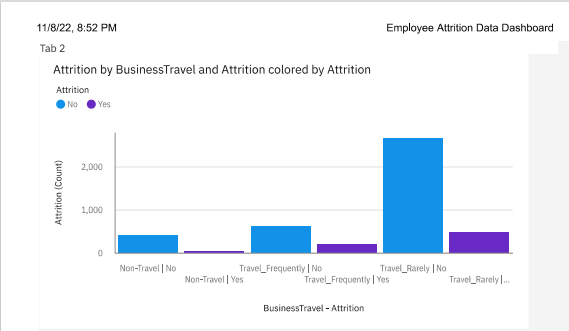 11/8/22, 8:52 PM Employee Attrition Data Dashboard
Tab 2
Attrition by BusinessTravel and Attrition colored by Attrition
Attrition
No Yes
Attrition (Count)
2,000
1,000
0
Non-Travel | No
Non-Travel | Yes
Travel_Frequently | No
Travel_Frequently | Yes
Travel_Rarely | No
Travel_Rarely |...
BusinessTravel - Attrition